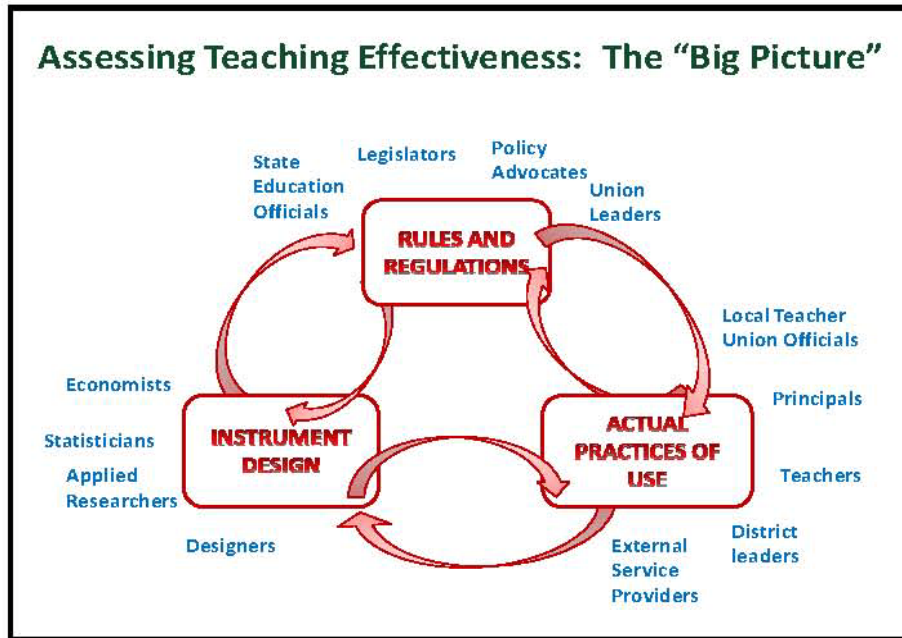 Assessing Teaching Effectiveness: The “Big Picture”
State
Education
Officials
Legislators
Policy
Advocates
Union
Leaders
RULES AND
REGULATIONS
Local Teacher
Union Officials
Economists
Statisticians
Applied
Researchers
Designers
INSTRUMENT
DESIGN
ACTUAL
PRACTICES OF
USE
Principals
Teachers
District
leaders
External
Service
Providers